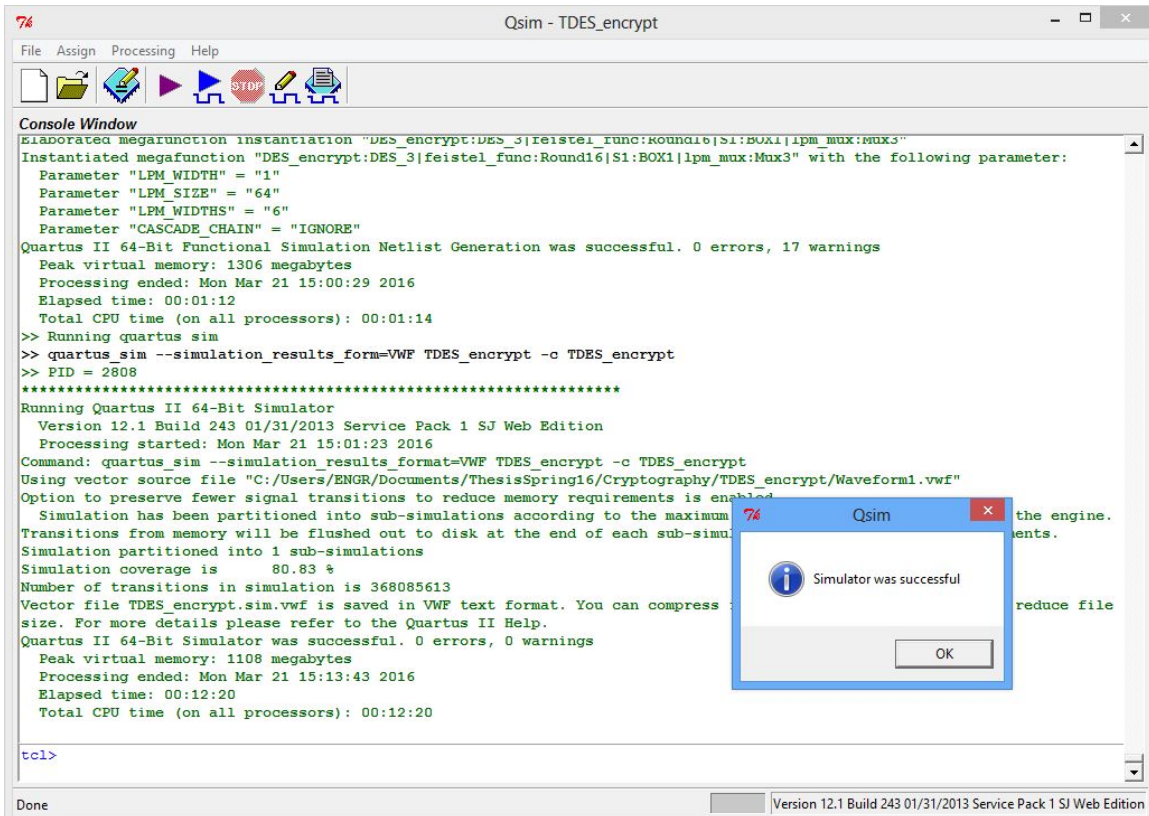 Qsim - TDES_encrypt
File Assign Processing Help
STOP
Console Window
Elaborated megafunction instantiation "DES_encrypt:DES_3|feistel_func:Round16|S1:BOX1|lpm_mux:Mux3"
Instantiated megafunction "DES_encrypt:DES_3|feistel_func:Round16|S1:BOX1|lpm_mux:Mux3" with the following parameter:
Parameter "LPM_WIDTH" = "1"
Parameter "LPM_SIZE" = "64"
Parameter "LPM_WIDTHS" = "6"
Parameter "CASCADE_CHAIN" = "IGNORE"
Quartus II 64-Bit Functional Simulation Netlist Generation was successful. 0 errors, 17 warnings
Peak virtual memory: 1306 megabytes
Processing ended: Mon Mar 21 15:00:29 2016
Elapsed time: 00:01:12
Total CPU time (on all processors): 00:01:14
>> Running quartus sim
>> quartus_sim --simulation_results_form=VWF TDES_encrypt -c TDES_encrypt
>> PID = 2808
*******************************************************************
Running Quartus II 64-Bit Simulator
Version 12.1 Build 243 01/31/2013 Service Pack 1 SJ Web Edition
Processing started: Mon Mar 21 15:01:23 2016
Command: quartus_sim --simulation_results_format=VWF TDES_encrypt -c TDES_encrypt
Using vector source file "C:/Users/ENGR/Documents/ThesisSpring16/Cryptography/TDES_encrypt/Waveform1.vwf"
Option to preserve fewer signal transitions to reduce memory requirements is enabled
Simulation has been partitioned into sub-simulations according to the maximum the engine.
Transitions from memory will be flushed out to disk at the end of each sub-simul ents.
Simulation partitioned into 1 sub-simulations
Simulation coverage is 80.83 %
Number of transitions in simulation is 368085613
Vector file TDES_encrypt.sim.vwf is saved in VWF text format. You can compress reduce file
size. For more details please refer to the Quartus II Help.
Quartus II 64-Bit Simulator was successful. 0 errors, 0 warnings
Peak virtual memory: 1108 megabytes
Processing ended: Mon Mar 21 15:13:43 2016
Elapsed time: 00:12:20
Total CPU time (on all processors): 00:12:20
Qsim
Simulator was successful
OK
tcl>
Done
Version 12.1 Build 243 01/31/2013 Service Pack 1 SJ Web Edition